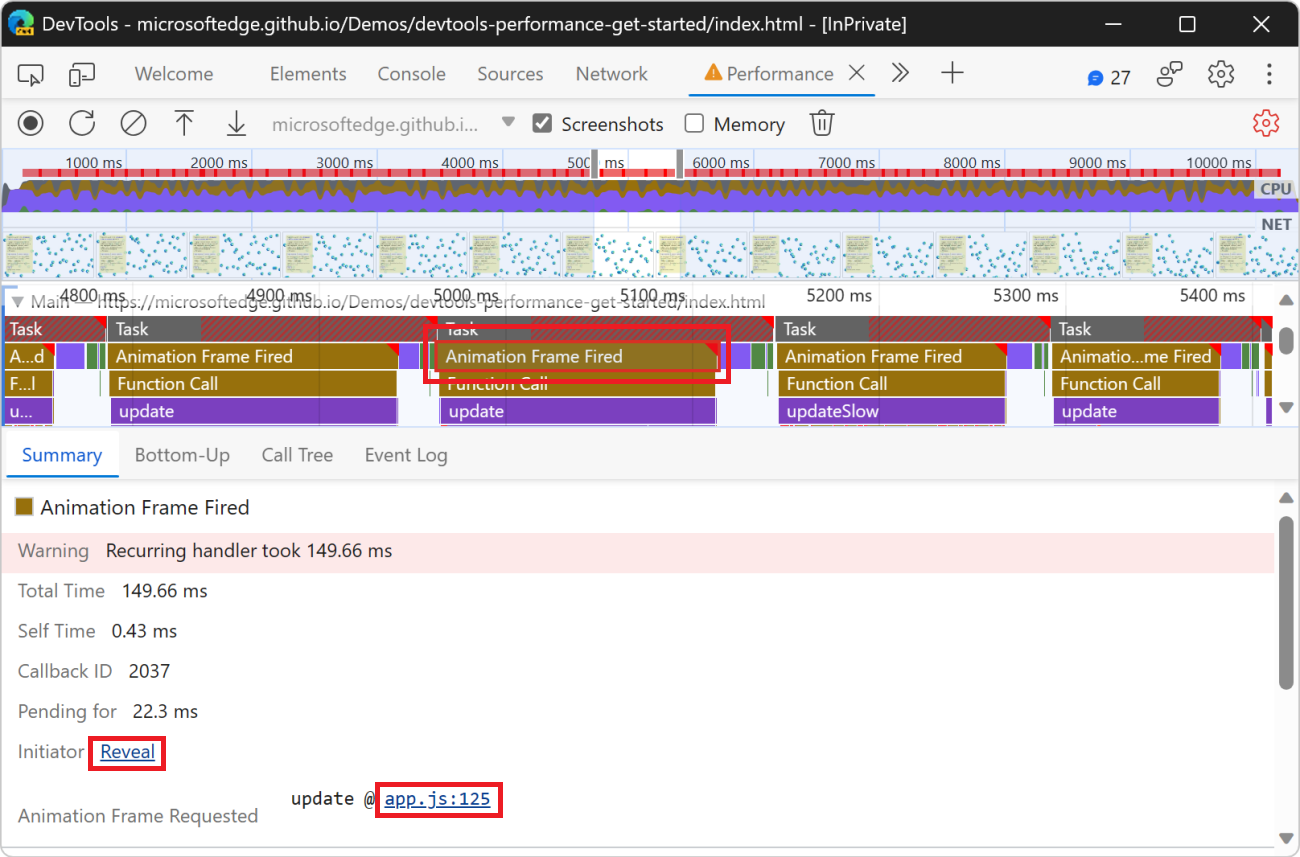 DevTools - microsoftedge.github.io/Demos/devtools-performance-get-started/index.html - [InPrivate]
Welcome Elements Console Sources Network Performance 27
microsoftedge.github.i... Screenshots Memory
1000 ms 2000 ms 3000 ms 4000 ms 500 ms 6000 ms 7000 ms 8000 ms 9000 ms 10000 ms
CPU
NET
4800 ms 4900 ms 5000 ms 5100 ms 5200 ms 5300 ms 5400 ms
Main — https://microsoftedge.github.io/Demos/devtools-performance-get-started/index.html
Task Task Task Task Task
A...d Animation Frame Fired Animation Frame Fired Animation Frame Fired Animatio...me Fired
F...l Function Call Function Call Function Call Function Call
u... update update updateSlow update
Summary Bottom-Up Call Tree Event Log
Animation Frame Fired
Warning Recurring handler took 149.66 ms
Total Time 149.66 ms
Self Time 0.43 ms
Callback ID 2037
Pending for 22.3 ms
Initiator Reveal
update @ app.js:125
Animation Frame Requested